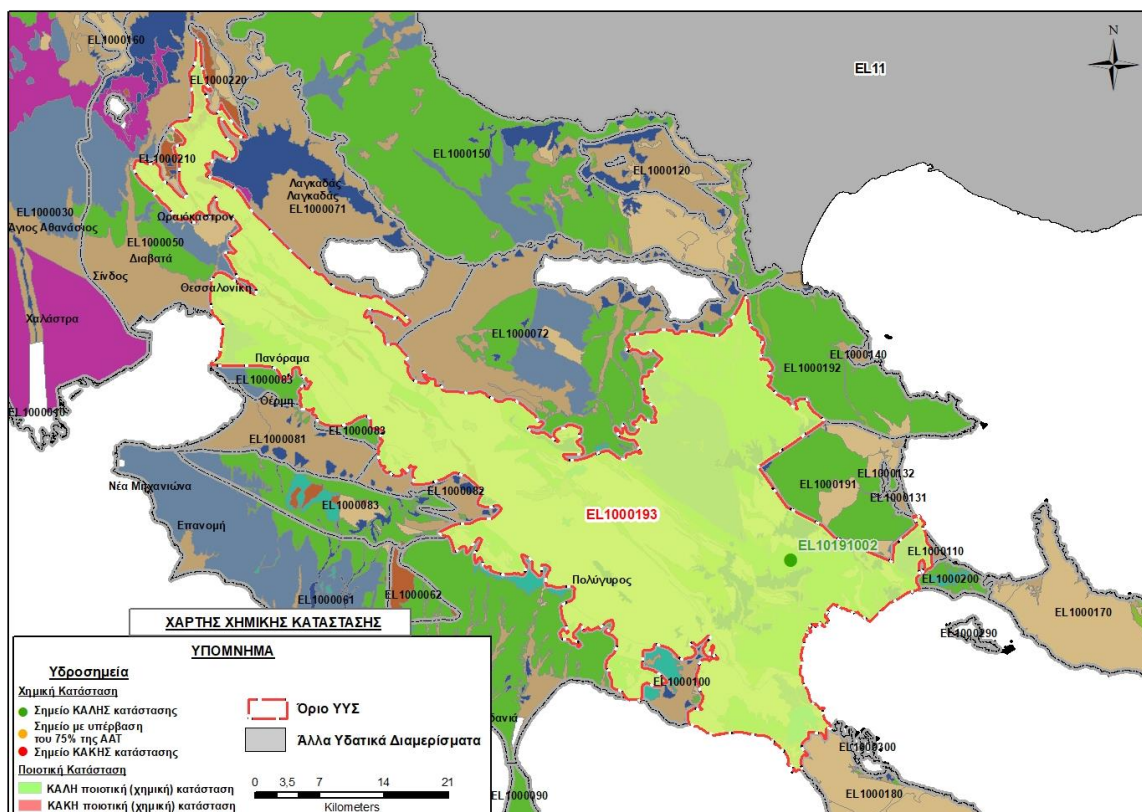 N
EL11
EL1000160
EL1000220
EL1000150
EL1000120
EL1000210
Λαγκαδάς
Λαγκαδάς
EL1000071
EL1000030
Άγιος Αθανάσιος
Ωραιόκαστρον
EL1000050
Διαβατά
Σίνδος
Θεσσαλονίκη
Χαλάστρα
EL1000072
EL1000140
EL1000192
Πανόραμα
EL1000083
Θέρμη
EL1000081
EL1000083
EL1000132
EL1000191
EL1000131
Νέα Μηχανιώνα
EL1000082
EL1000083
Επανομή
EL1000193
EL10191002
EL1000110
EL1000200
Πολύγυρος
EL1000061
EL1000062
EL1000170
EL1000290
EL1000100
EL1000300
EL1000180
EL1000090
ΧΑΡΤΗΣ ΧΗΜΙΚΗΣ ΚΑΤΑΣΤΑΣΗΣ
ΥΠΟΜΝΗΜΑ
Υδροσημεία
Χημική Κατάσταση
Σημείο ΚΑΛΗΣ κατάστασης
Σημείο με υπέρβαση
του 75% της ΑΑΤ
Σημείο ΚΑΚΗΣ κατάστασης
Ποιοτική Κατάσταση
ΚΑΛΗ ποιοτική (χημική) κατάσταση
ΚΑΚΗ ποιοτική (χημική) κατάσταση
Όριο ΥΥΣ
Άλλα Υδατικά Διαμερίσματα
0 3,5 7 14 21
Kilometers